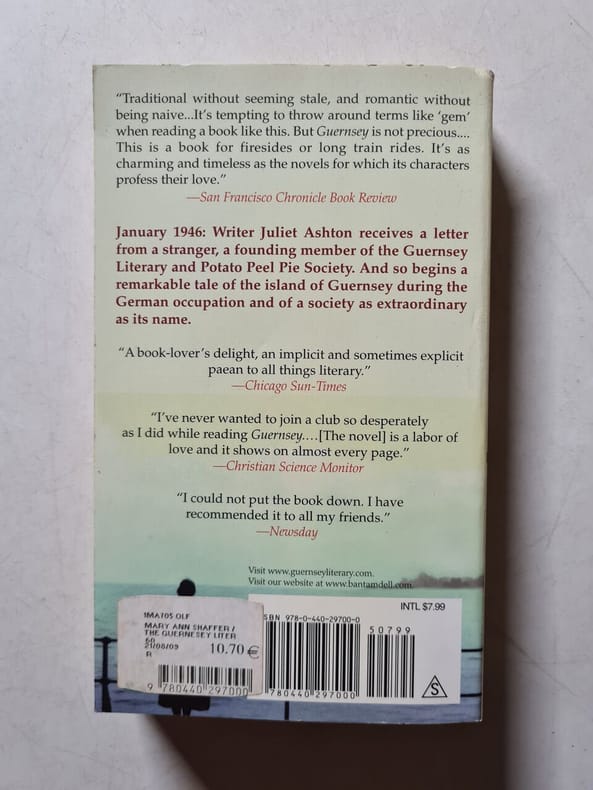 “Traditional without seeming stale, and romantic without
being naive...It’s tempting to throw around terms like ‘gem’
when reading a book like this. But Guernsey is not precious....
This is a book for firesides or long train rides. It’s as
charming and timeless as the novels for which its characters
profess their love.”
—San Francisco Chronicle Book Review
January 1946: Writer Juliet Ashton receives a letter
from a stranger, a founding member of the Guernsey
Literary and Potato Peel Pie Society. And so begins a
remarkable tale of the island of Guernsey during the
German occupation and of a society as extraordinary
as its name.
“A book-lover’s delight, an implicit and sometimes explicit
paean to all things literary.”
—Chicago Sun-Times
“I’ve never wanted to join a club so desperately
as I did while reading Guernsey....[The novel] is a labor of
love and it shows on almost every page.”
—Christian Science Monitor
“I could not put the book down. I have
recommended it to all my friends.”
—Newsday
Visit www.guernseyliterary.com.
Visit our website at www.bantamdell.com.
INTL $7.99
ISBN 978-0-440-29700-0
50799
9 780440 297000
S
MARY ANN SHAFFER /
THE GUERNESEY LITER
21/08/09
R
10.70 €
9 780440 297000